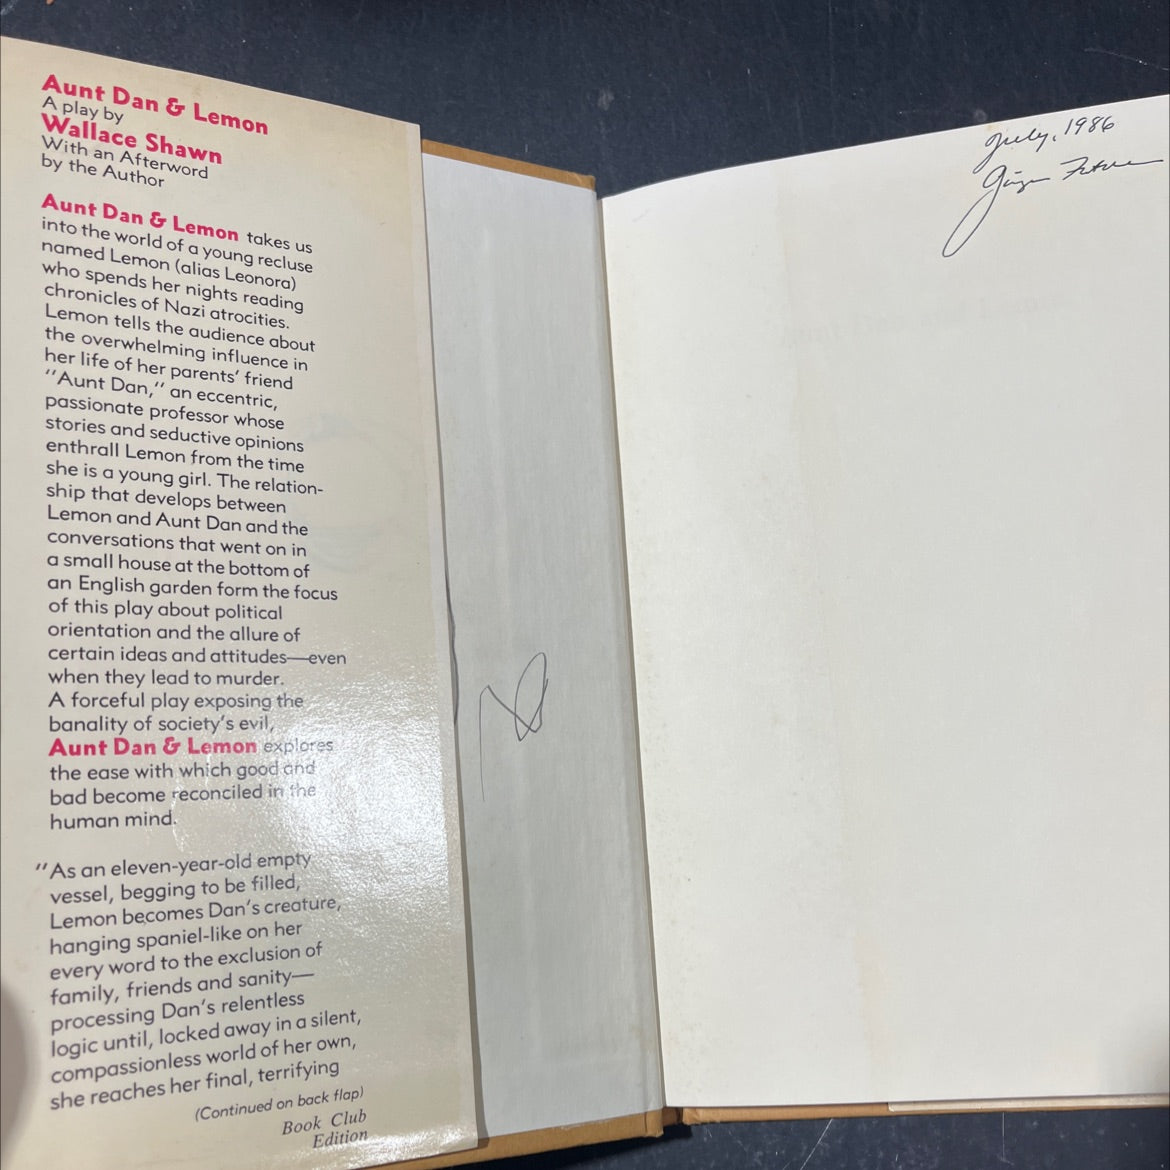 Aunt Dan & Lemon
A play by
Wallace Shawn
With an Afterword
by the Author
Aunt Dan & Lemon takes us
into the world of a young recluse
named Lemon (alias Leonora)
who spends her nights reading
chronicles of Nazi atrocities.
Lemon tells the audience about
the overwhelming influence in
her life of her parents' friend
"Aunt Dan," an eccentric,
passionate professor whose
stories and seductive opinions
enthrall Lemon from the time
she is a young girl. The relation-
ship that develops between
Lemon and Aunt Dan and the
conversations that went on in
a small house at the bottom of
an English garden form the focus
of this play about political
orientation and the allure of
certain ideas and attitudes—even
when they lead to murder.
A forceful play exposing the
banality of society's evil,
Aunt Dan & Lemon explores
the ease with which good and
bad become reconciled in the
human mind.
"As an eleven-year-old empty
vessel, begging to be filled,
Lemon becomes Dan's creature,
hanging spaniel-like on her
every word to the exclusion of
family, friends and sanity—
processing Dan's relentless
logic until, locked away in a silent,
compassionless world of her own,
she reaches her final, terrifying
(Continued on back flap)
Book Club
Edition
July, 1986